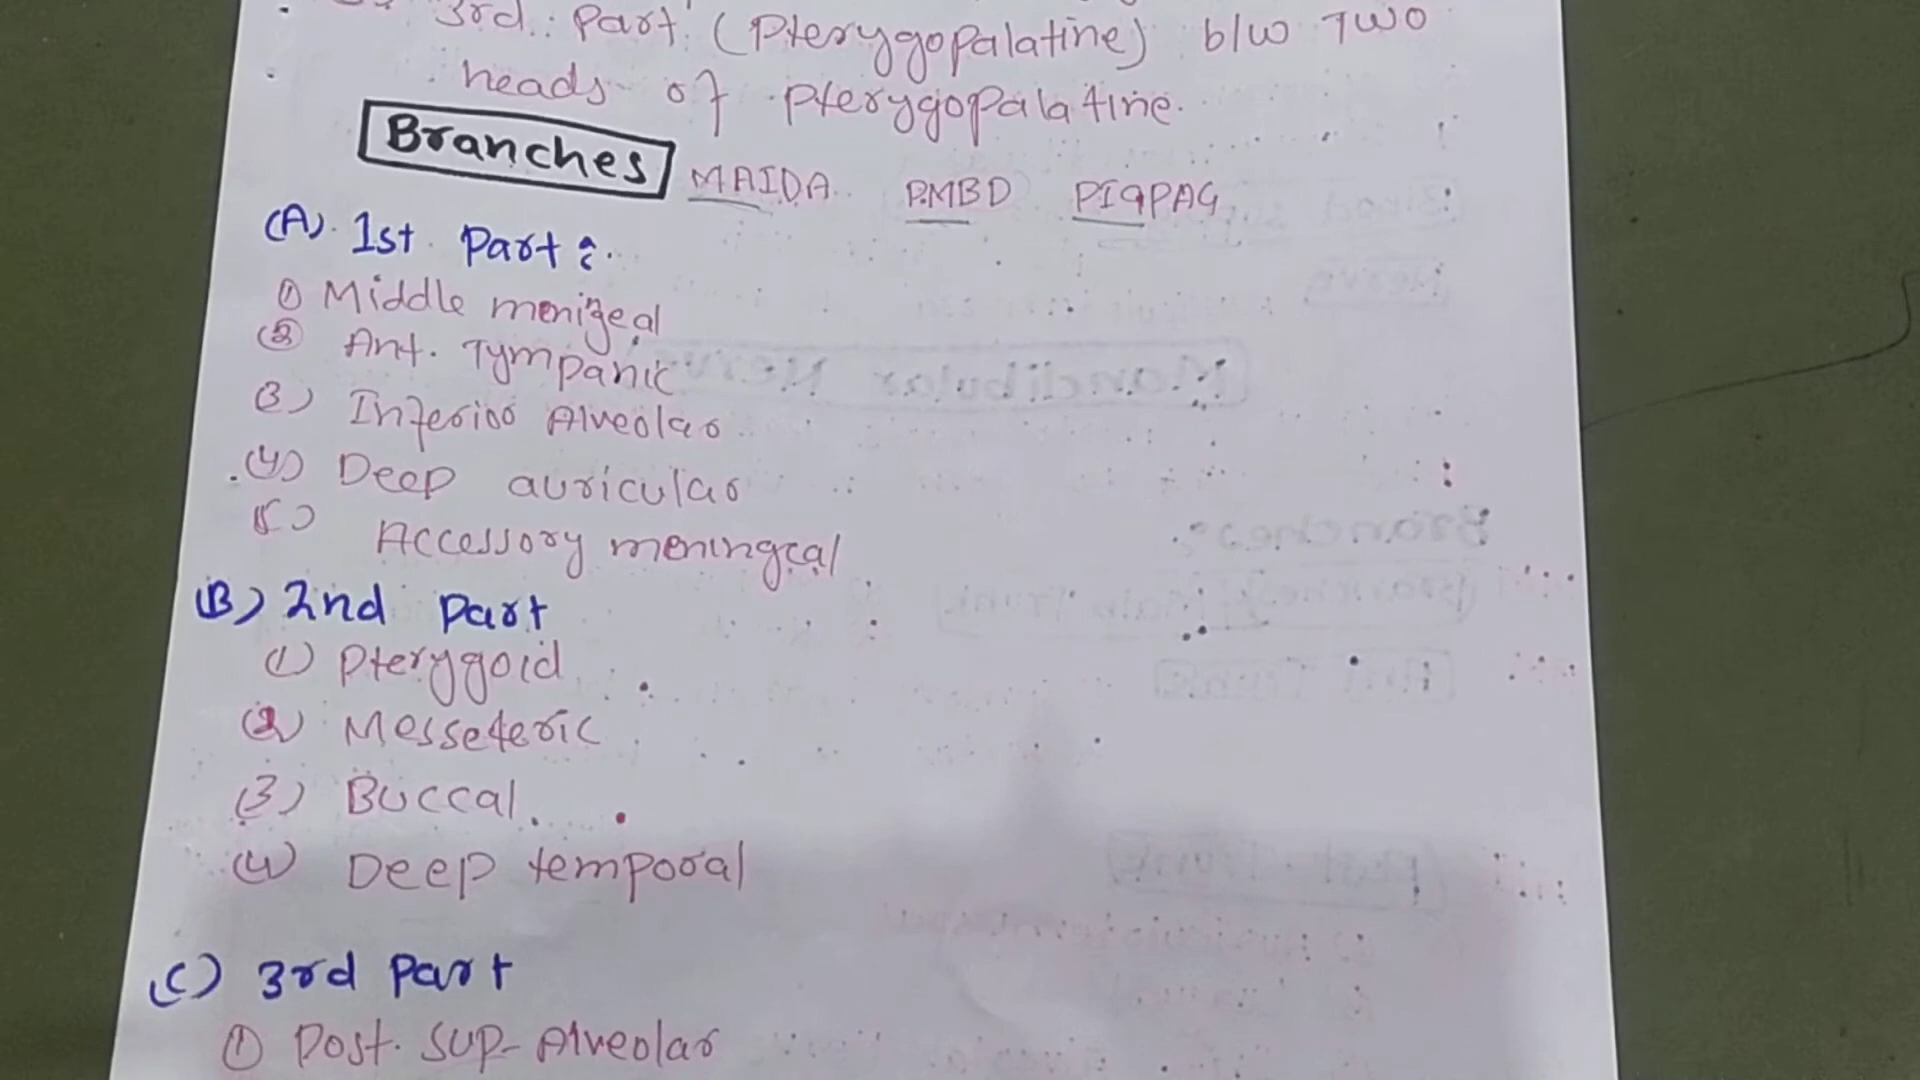 3rd. Part (Pterygopalatine) b/w Two
heads of pterygopalatine.
Branches MAIDA PMBD PIGPAG
(A). 1st Part:
① Middle menigeal
(2) Ant. Tympanic
3) Inferior Alveolar
(4) Deep auricular
5) Accessory meningeal
(B) 2nd Part
(1) Pterygoid
(2) Messeteric
(3) Buccal
(4) Deep temporal
(C) 3rd Part
① Post. Sup- Alveolar